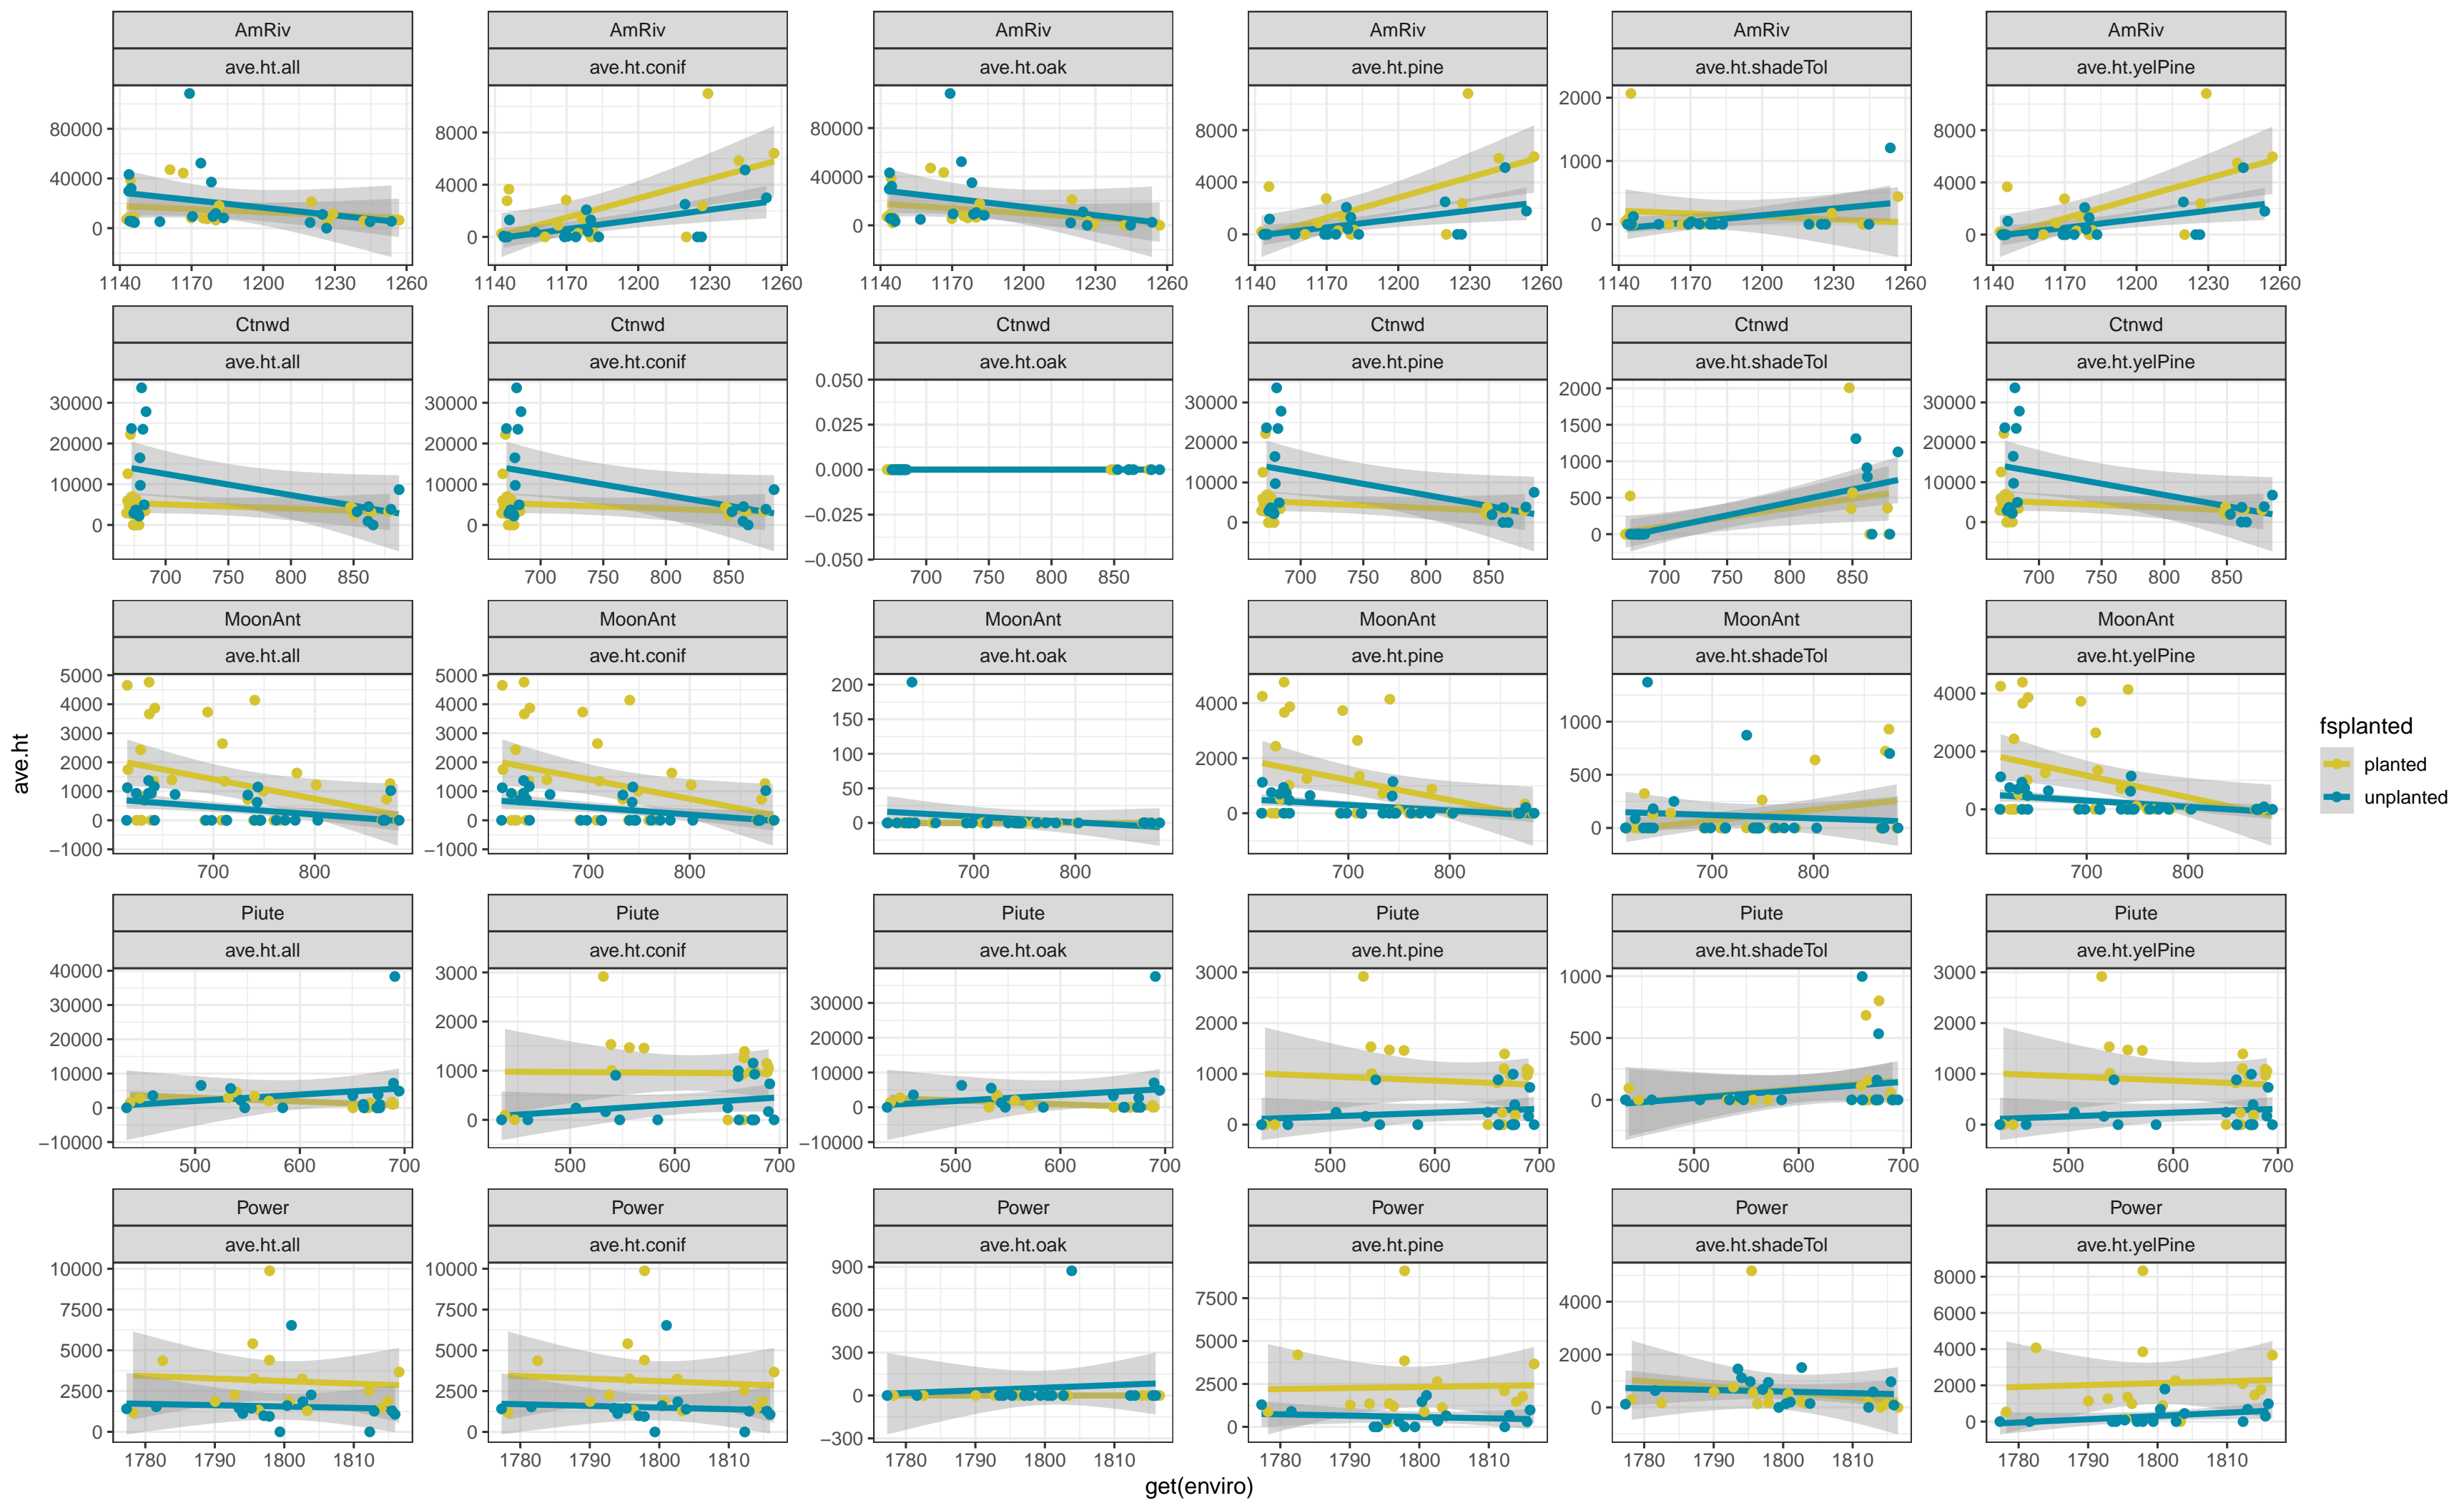 AmRiv AmRiv AmRiv AmRiv AmRiv AmRiv
ave.ht.all ave.ht.conif ave.ht.oak ave.ht.pine ave.ht.shadeTol ave.ht.yelPine
80000 40000 0
8000 4000 0
80000 40000 0
8000 4000 0
2000 1000 0
8000 4000 0
1140 1170 1200 1230 1260 1140 1170 1200 1230 1260 1140 1170 1200 1230 1260 1140 1170 1200 1230 1260 1140 1170 1200 1230 1260 1140 1170 1200 1230 1260
Ctnwd Ctnwd Ctnwd Ctnwd Ctnwd Ctnwd
ave.ht.all ave.ht.conif ave.ht.oak ave.ht.pine ave.ht.shadeTol ave.ht.yelPine
30000 20000 10000 0
30000 20000 10000 0
0.050 0.025 0.000 −0.025 −0.050
30000 20000 10000 0
2000 1500 1000 500 0
30000 20000 10000 0
700 750 800 850 700 750 800 850 700 750 800 850 700 750 800 850 700 750 800 850 700 750 800 850
MoonAnt MoonAnt MoonAnt MoonAnt MoonAnt MoonAnt
ave.ht.all ave.ht.conif ave.ht.oak ave.ht.pine ave.ht.shadeTol ave.ht.yelPine
5000 4000 3000 2000 1000 0 −1000
5000 4000 3000 2000 1000 0 −1000
200 150 100 50 0
4000 2000 0
1000 500 0
4000 2000 0
700 800 700 800 700 800 700 800 700 800 700 800
Piute Piute Piute Piute Piute Piute
ave.ht.all ave.ht.conif ave.ht.oak ave.ht.pine ave.ht.shadeTol ave.ht.yelPine
40000 30000 20000 10000 0 −10000
3000 2000 1000 0
30000 20000 10000 0 −10000
3000 2000 1000 0
1000 500 0
3000 2000 1000 0
500 600 700 500 600 700 500 600 700 500 600 700 500 600 700 500 600 700
Power Power Power Power Power Power
ave.ht.all ave.ht.conif ave.ht.oak ave.ht.pine ave.ht.shadeTol ave.ht.yelPine
10000 7500 5000 2500 0
10000 7500 5000 2500 0
900 600 300 0 −300
7500 5000 2500 0
4000 2000 0
8000 6000 4000 2000 0
1780 1790 1800 1810 1780 1790 1800 1810 1780 1790 1800 1810 1780 1790 1800 1810 1780 1790 1800 1810 1780 1790 1800 1810
get(enviro)
ave.ht
fsplanted
planted
unplanted